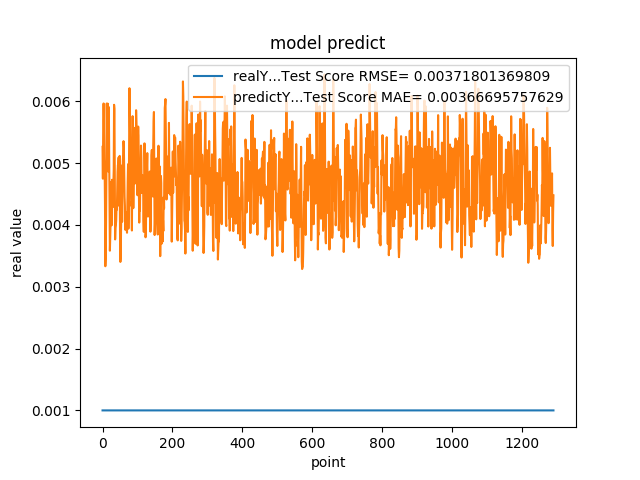 model predict
realY...Test Score RMSE= 0.00371801369809
predictY...Test Score MAE= 0.00366695757629
0.006
0.005
0.004
0.003
0.002
0.001
real value
0 200 400 600 800 1000 1200
point